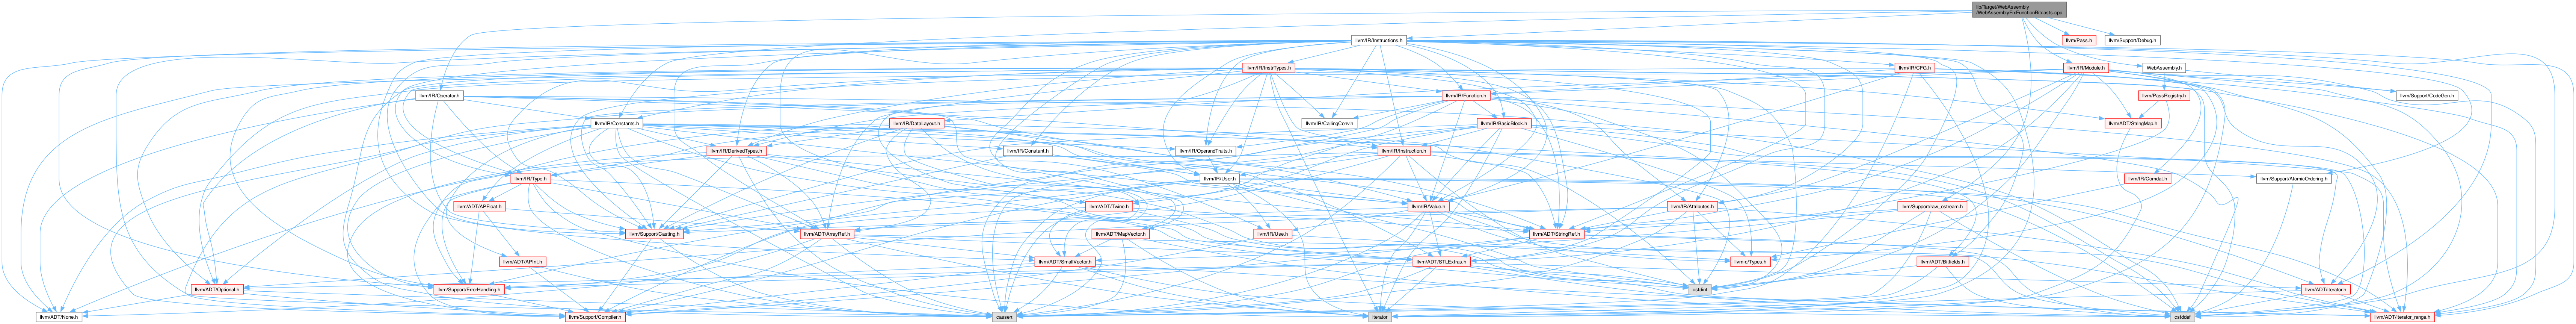 lib/Target/WebAssembly
/WebAssemblyFixFunctionBitcasts.cpp
llvm/IR/Instructions.h
llvm/Pass.h
llvm/Support/Debug.h
llvm/IR/InstrTypes.h
llvm/IR/CFG.h
llvm/IR/Module.h
WebAssembly.h
llvm/IR/Operator.h
llvm/IR/Function.h
llvm/PassRegistry.h
llvm/Support/CodeGen.h
llvm/IR/Constants.h
llvm/IR/DataLayout.h
llvm/IR/CallingConv.h
llvm/IR/BasicBlock.h
llvm/ADT/StringMap.h
llvm/IR/DerivedTypes.h
llvm/IR/Constant.h
llvm/IR/OperandTraits.h
llvm/IR/Instruction.h
llvm/IR/Type.h
llvm/IR/User.h
llvm/IR/Comdat.h
llvm/Support/AtomicOrdering.h
llvm/ADT/APFloat.h
llvm/ADT/Twine.h
llvm/IR/Value.h
llvm/IR/Attributes.h
llvm/Support/raw_ostream.h
llvm/Support/Casting.h
llvm/ADT/ArrayRef.h
llvm/ADT/MapVector.h
llvm/IR/Use.h
llvm/ADT/StringRef.h
llvm/ADT/APInt.h
llvm/ADT/SmallVector.h
llvm/ADT/STLExtras.h
llvm-c/Types.h
llvm/ADT/Bitfields.h
llvm/ADT/Optional.h
llvm/Support/ErrorHandling.h
cstdint
llvm/ADT/iterator.h
llvm/ADT/None.h
llvm/Support/Compiler.h
cassert
iterator
cstddef
llvm/ADT/iterator_range.h